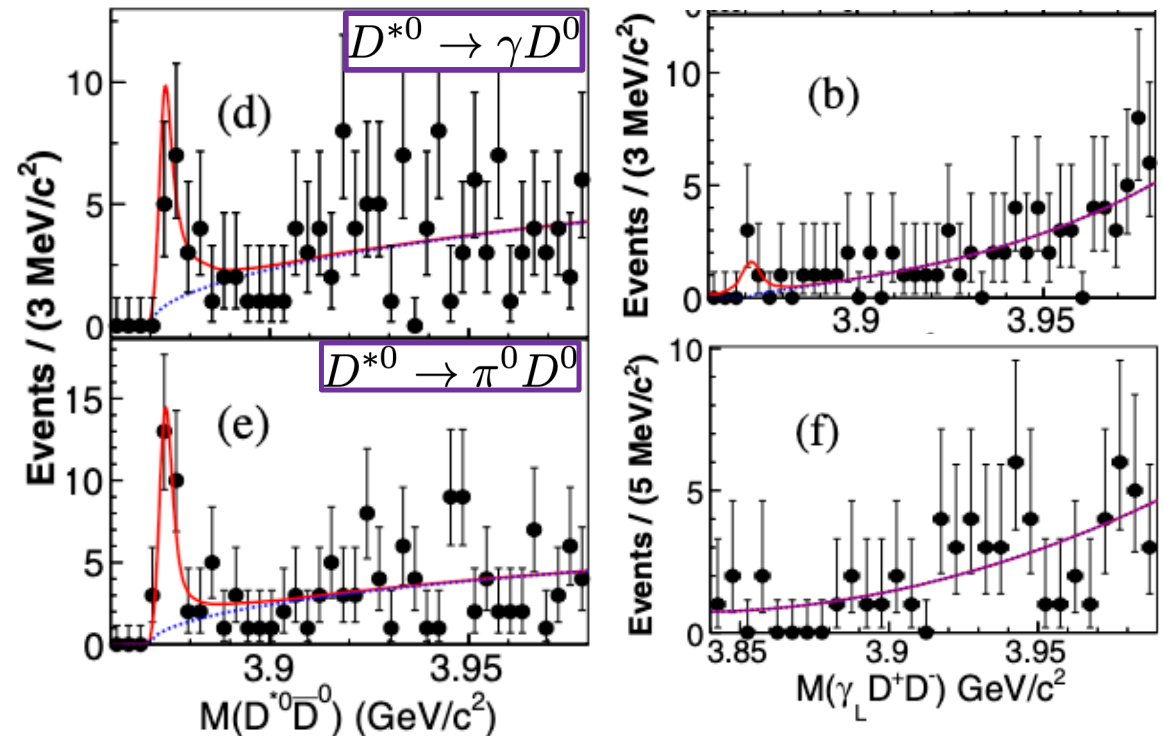 D*⁰ → γD⁰
(d)
10
5
0
Events / (3 MeV/c²)
D*⁰ → π⁰D⁰
(e)
15
10
5
0
3.9
3.95
M(D*⁰D̅⁰) (GeV/c²)
(b)
10
5
0
Events / (3 MeV/c²)
3.9
3.95
(f)
10
5
0
Events / (5 MeV/c²)
3.85
3.9
3.95
M(γ_L D⁺D⁻) GeV/c²